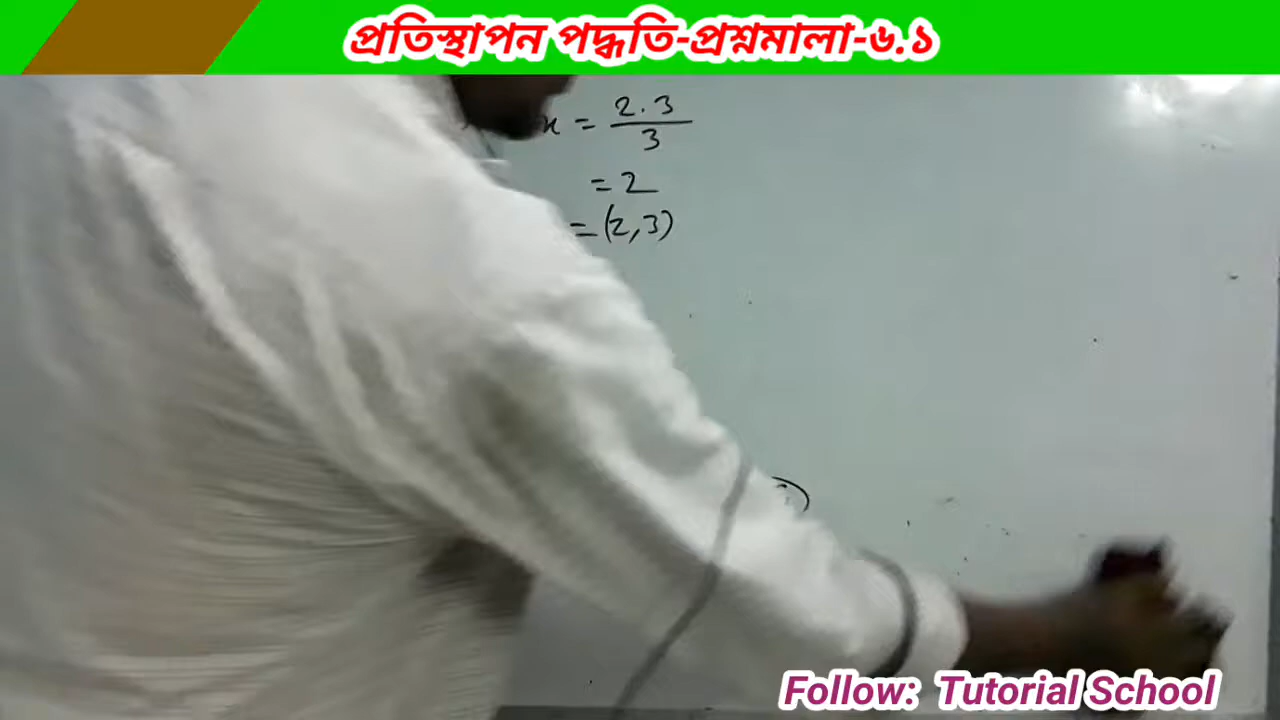 প্রতিস্থাপন পদ্ধতি-প্রশ্নমালা-৬.১
x = 2.3/3
= 2
= (2,3)
Follow: Tutorial School